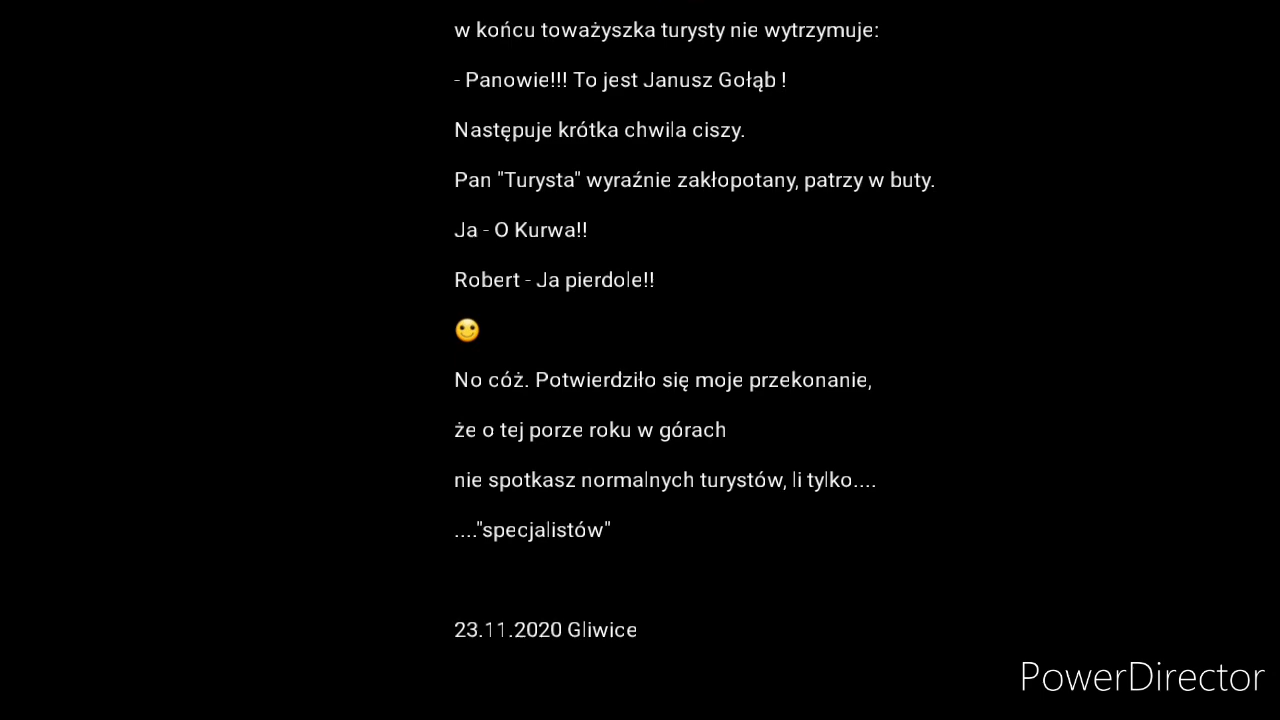 w końcu toważyszka turysty nie wytrzymuje:
- Panowie!!! To jest Janusz Gołąb !
Następuje krótka chwila ciszy.
Pan "Turysta" wyraźnie zakłopotany, patrzy w buty.
Ja - O Kurwa!!
Robert - Ja pierdole!!
🙂
No cóż. Potwierdziło się moje przekonanie,
że o tej porze roku w górach
nie spotkasz normalnych turystów, li tylko....
...."specjalistów"
23.11.2020 Gliwice
PowerDirector